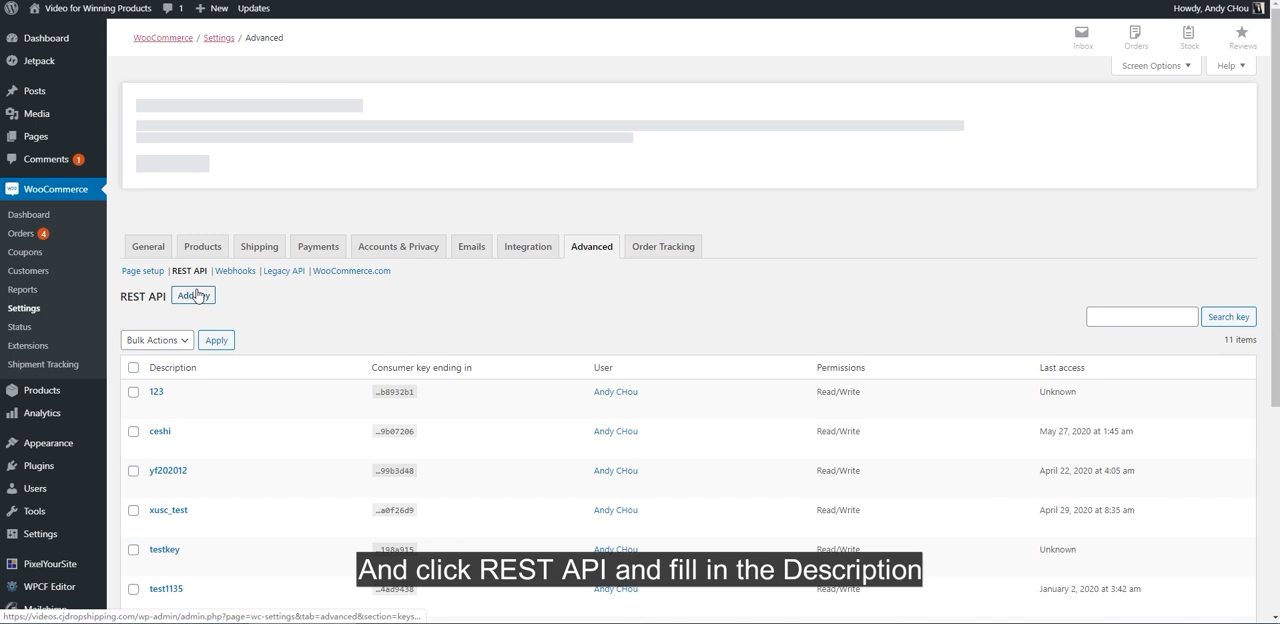 Video for Winning Products 1 New Updates Howdy, Andy CHou
Dashboard
Jetpack
Posts
Media
Pages
Comments 1
WooCommerce
Dashboard
Orders 4
Coupons
Customers
Reports
Settings
Status
Extensions
Shipment Tracking
Products
Analytics
Appearance
Plugins
Users
Tools
Settings
PixelYourSite
WPCF Editor
WooCommerce / Settings / Advanced
Inbox Orders Stock Reviews
Screen Options Help
General Products Shipping Payments Accounts & Privacy Emails Integration Advanced Order Tracking
Page setup | REST API | Webhooks | Legacy API | WooCommerce.com
REST API
Search key
Bulk Actions Apply 11 items
Description Consumer key ending in User Permissions Last access
123 …b8932b1 Andy CHou Read/Write Unknown
ceshi …9b07206 Andy CHou Read/Write May 27, 2020 at 1:45 am
yf202012 …99b3d48 Andy CHou Read/Write April 22, 2020 at 4:05 am
xusc_test …a0f26d9 Andy CHou Read/Write April 29, 2020 at 8:35 am
testkey …198a915 Andy CHou Read/Write Unknown
And click REST API and fill in the Description
test1135 …4ad9438 Andy CHou Read/Write January 2, 2020 at 3:42 am
https://videos.cjdropshipping.com/wp-admin/admin.php?page=wc-settings&tab=advanced&section=keys...